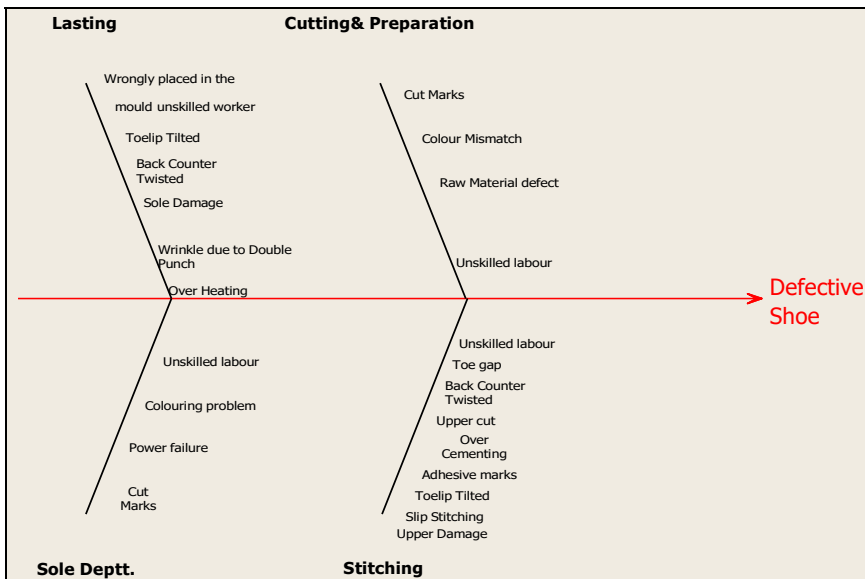 Lasting
Cutting& Preparation
Wrongly placed in the
mould unskilled worker
Toelip Tilted
Back Counter
Twisted
Sole Damage
Wrinkle due to Double
Punch
Over Heating
Cut Marks
Colour Mismatch
Raw Material defect
Unskilled labour
Defective
Shoe
Unskilled labour
Colouring problem
Power failure
Cut
Marks
Unskilled labour
Toe gap
Back Counter
Twisted
Upper cut
Over
Cementing
Adhesive marks
Toelip Tilted
Slip Stitching
Upper Damage
Sole Deptt.
Stitching